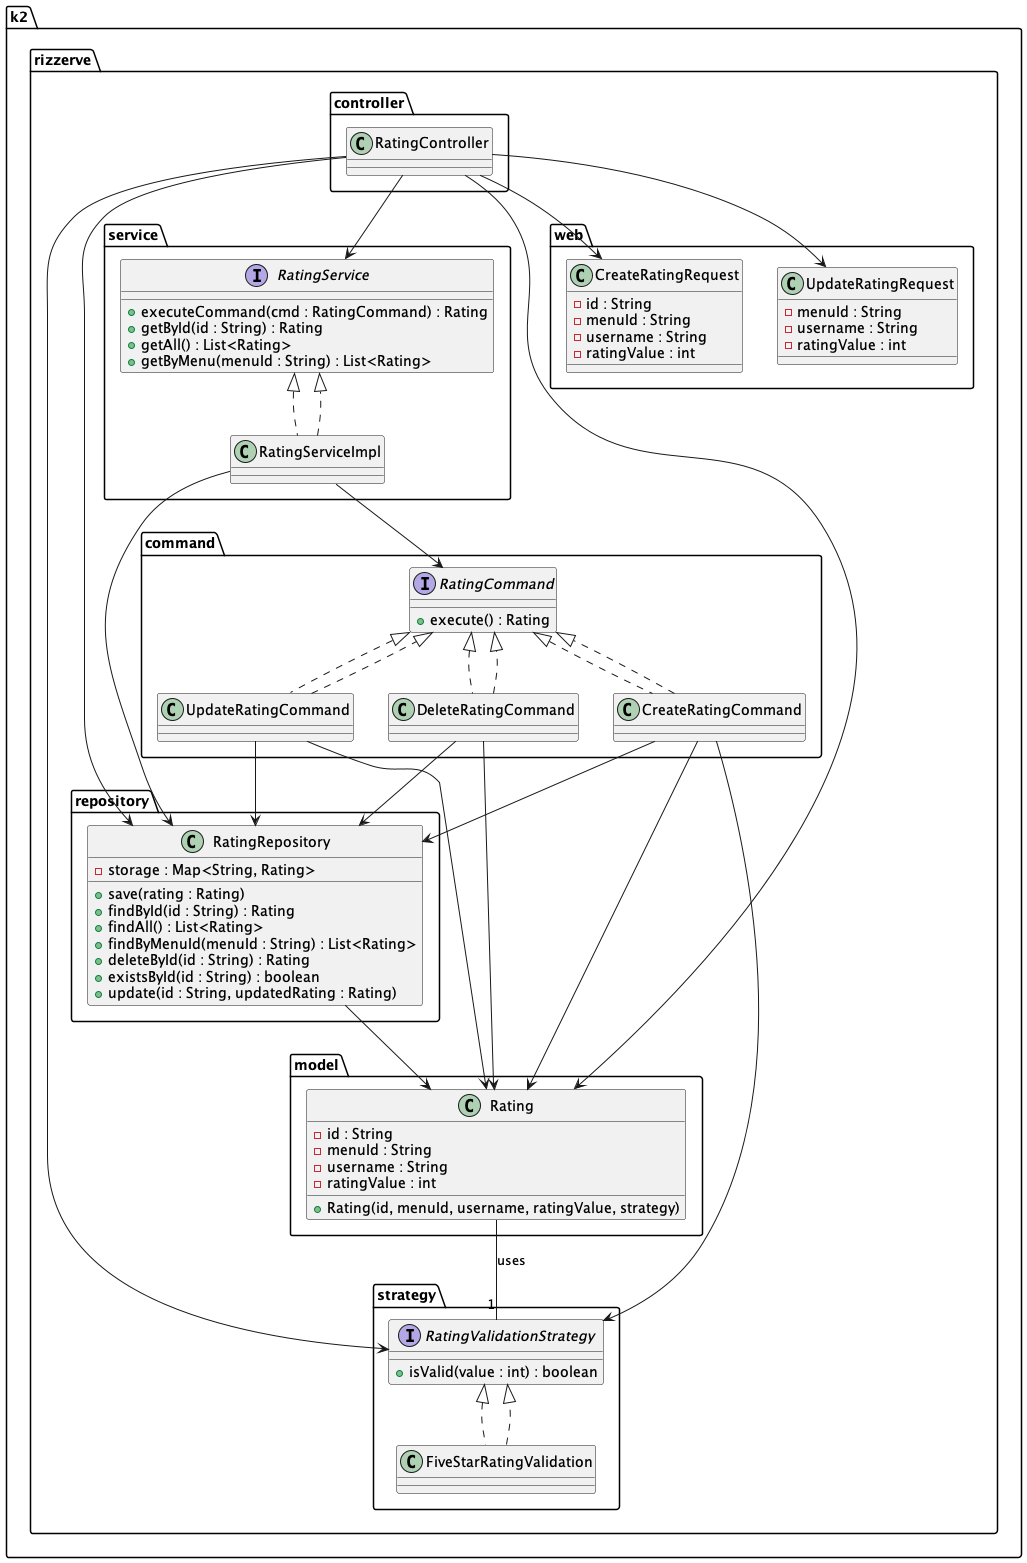 k2
rizzerve
controller
C RatingController
service
I RatingService
executeCommand(cmd : RatingCommand) : Rating
getById(id : String) : Rating
getAll() : List<Rating>
getByMenu(menuId : String) : List<Rating>
web
C CreateRatingRequest
id : String
menuId : String
username : String
ratingValue : int
C UpdateRatingRequest
menuId : String
username : String
ratingValue : int
C RatingServiceImpl
command
I RatingCommand
execute() : Rating
C UpdateRatingCommand
C DeleteRatingCommand
C CreateRatingCommand
repository
C RatingRepository
storage : Map<String, Rating>
save(rating : Rating)
findById(id : String) : Rating
findAll() : List<Rating>
findByMenuId(menuId : String) : List<Rating>
deleteById(id : String) : Rating
existsById(id : String) : boolean
update(id : String, updatedRating : Rating)
model
C Rating
id : String
menuId : String
username : String
ratingValue : int
Rating(id, menuId, username, ratingValue, strategy)
uses
1
strategy
I RatingValidationStrategy
isValid(value : int) : boolean
C FiveStarRatingValidation